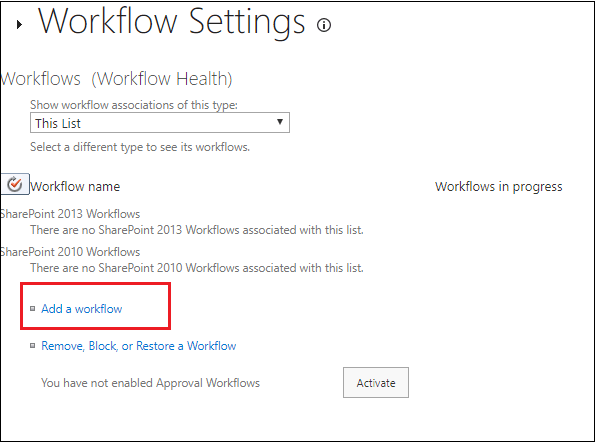 Workflow Settings
Workflows (Workflow Health)
Show workflow associations of this type:
This List
Select a different type to see its workflows.
Workflow name Workflows in progress
SharePoint 2013 Workflows
There are no SharePoint 2013 Workflows associated with this list.
SharePoint 2010 Workflows
There are no SharePoint 2010 Workflows associated with this list.
Add a workflow
Remove, Block, or Restore a Workflow
You have not enabled Approval Workflows Activate